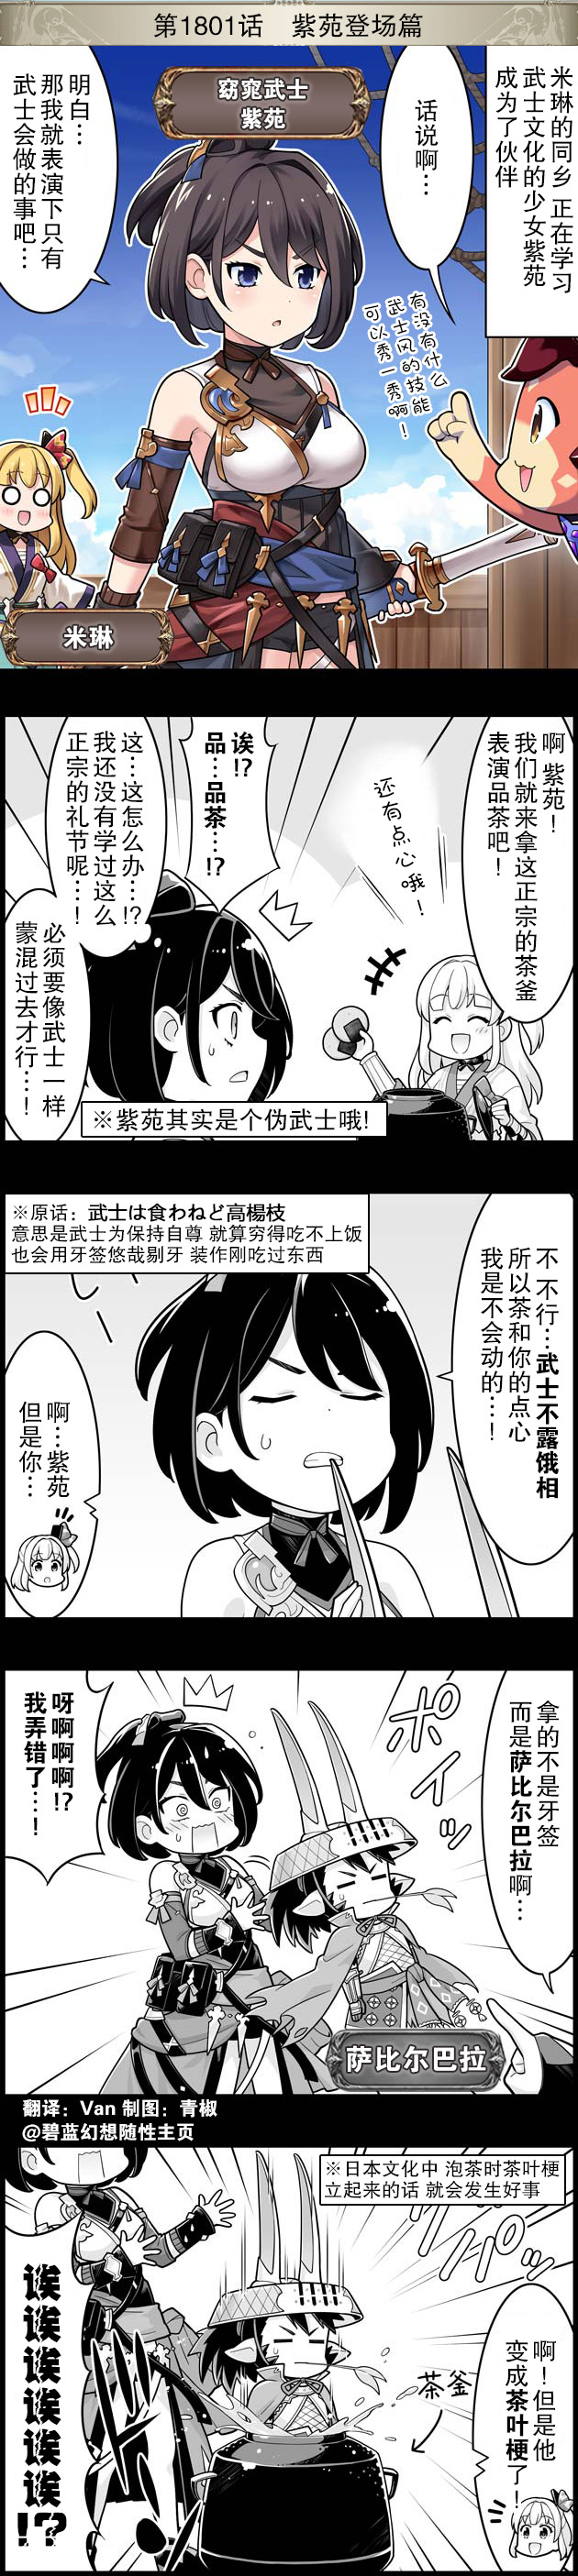 第1801话　紫苑登场篇
米琳的同乡 正在学习
武士文化的少女紫苑
成为了伙伴
窈窕武士
紫苑
话说啊…
有没有什么
武士风的技能
可以秀一秀啊！
明白…
那我就表演下只有
武士会做的事吧…
米琳
啊 紫苑！
我们就来拿这正宗的茶釜
表演品茶吧！
还有点心哦！
诶!?
品…品茶…!?
这…这怎么办…!?
我还没有学过这么
正宗的礼节呢…！
必须要像武士一样
蒙混过去才行…！
※紫苑其实是个伪武士哦!
※原话：武士は食わねど高楊枝
意思是武士为保持自尊 就算穷得吃不上饭
也会用牙签悠哉剔牙 装作刚吃过东西
不 不行…武士不露饿相
所以茶和你的点心
我是不会动的…！
啊…紫苑
但是你…
拿的不是牙签
而是萨比尔巴拉啊…
ポイッ
呀啊啊啊!?
我弄错了…！
萨比尔巴拉
翻译：Van 制图：青椒
@碧蓝幻想随性主页
※日本文化中 泡茶时茶叶梗
立起来的话 就会发生好事
啊！但是他
变成茶叶梗了！
茶釜
诶诶诶诶诶诶!?